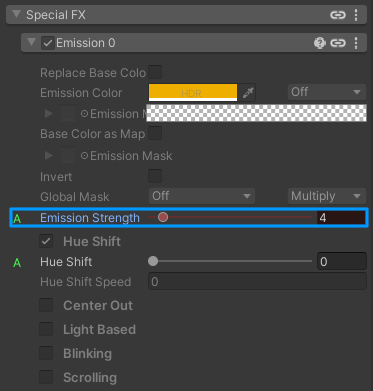 Special FX
Emission 0
Replace Base Colo
Emission Color HDR Off
Emission M
Base Color as Map
Emission Mask
Invert
Global Mask Off Multiply
A Emission Strength 4
Hue Shift
A Hue Shift 0
Hue Shift Speed 0
Center Out
Light Based
Blinking
Scrolling